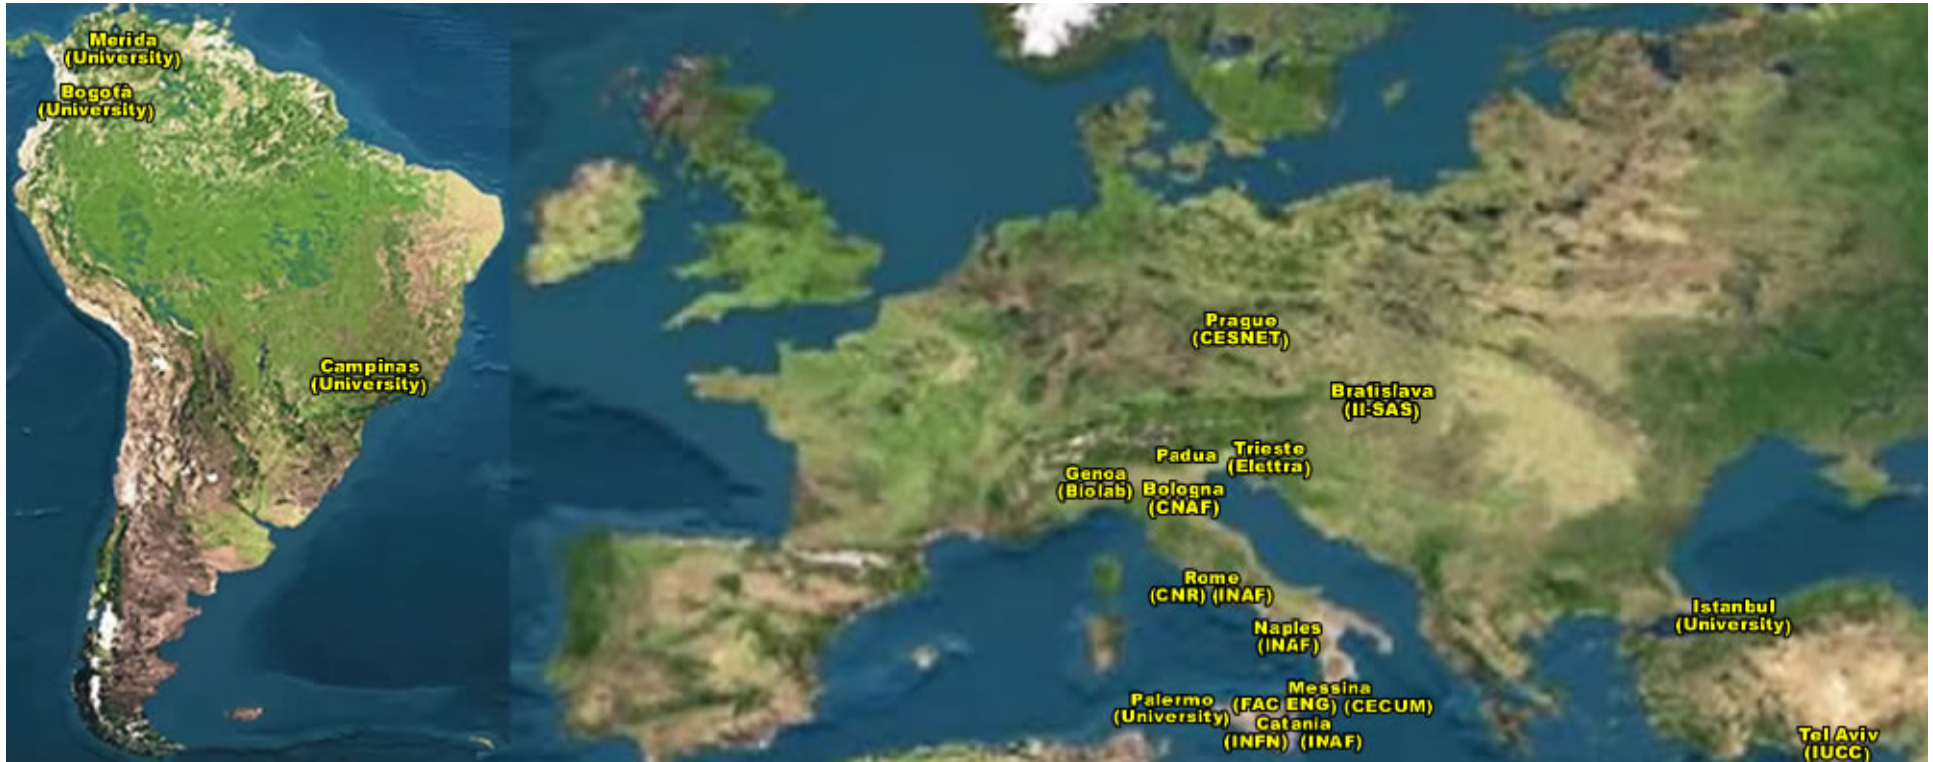 Merida
(University)
Bogotà
(University)
Campinas
(University)
Prague
(CESNET)
Bratislava
(II-SAS)
Padua
Trieste
(Elettra)
Genoa
(Biolab)
Bologna
(CNAF)
Rome
(CNR) (INAF)
Naples
(INAF)
Istanbul
(University)
Palermo
(University)
Messina
(FAC ENG) (CECUM)
Catania
(INFN) (INAF)
Tel Aviv
(IUCC)